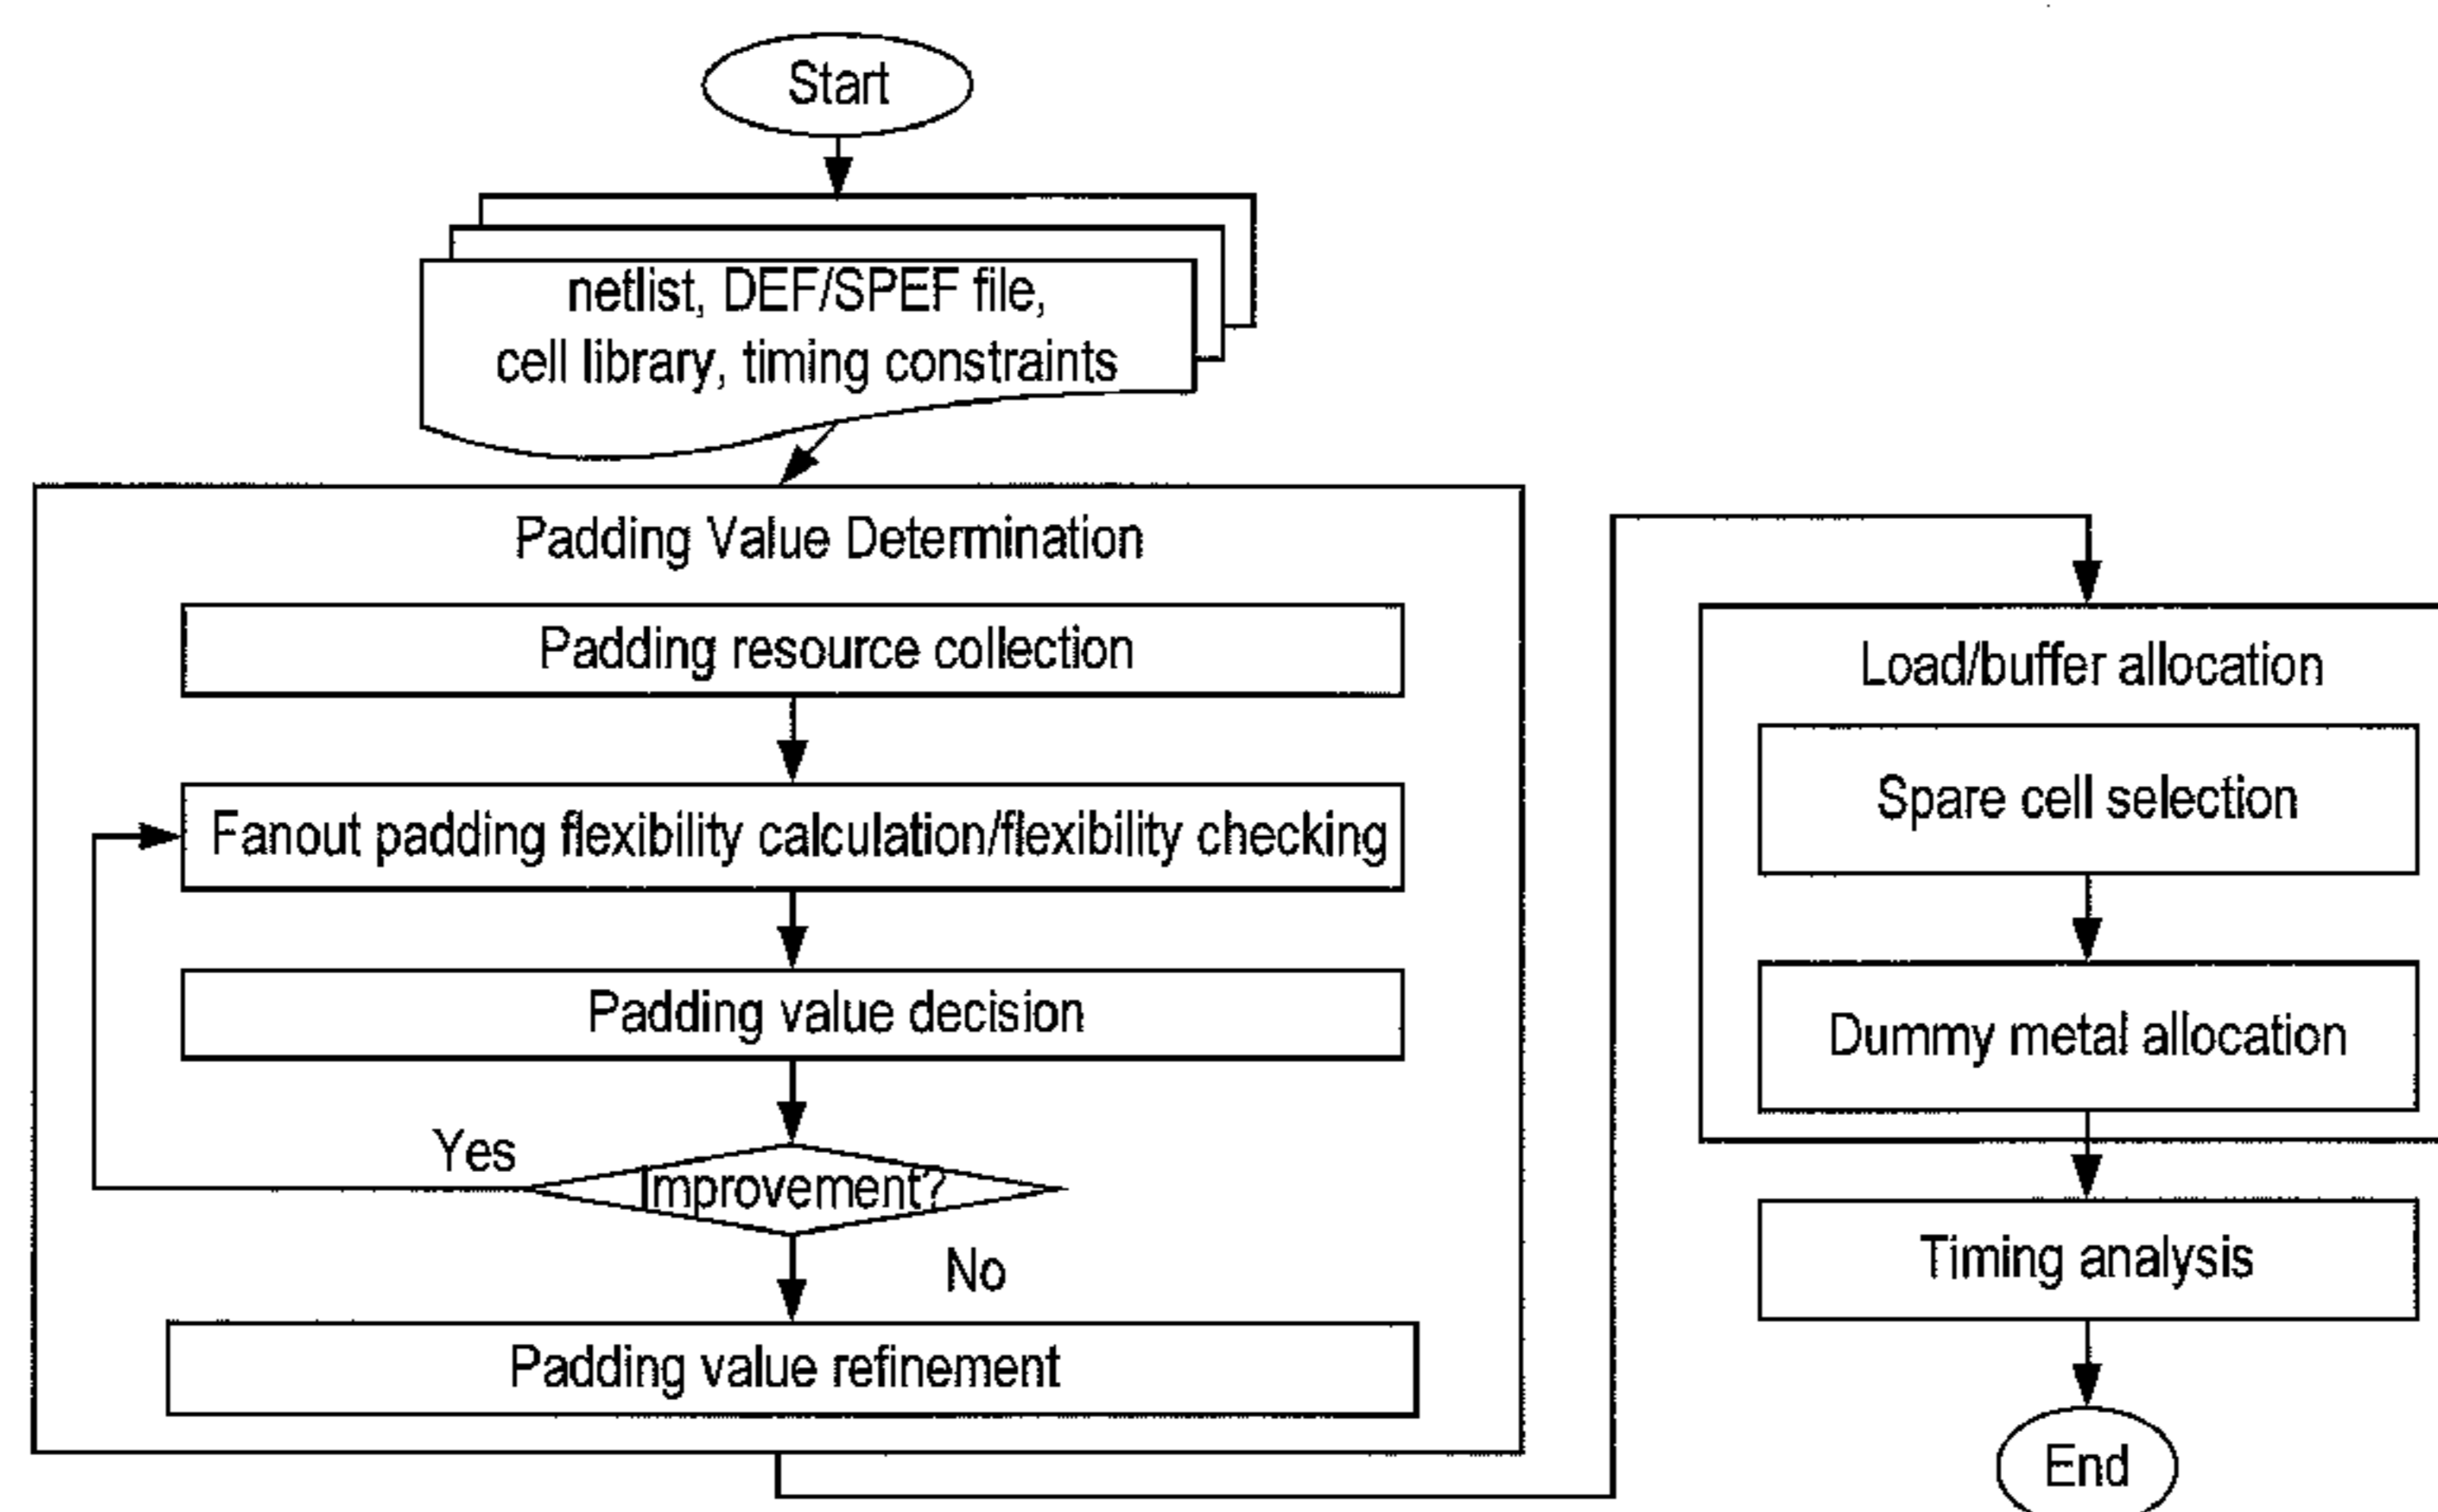 Start
netlist, DEF/SPEF file,
cell library, timing constraints
Padding Value Determination
Padding resource collection
Fanout padding flexibility calculation/flexibility checking
Padding value decision
Yes
Improvement?
No
Padding value refinement
Load/buffer allocation
Spare cell selection
Dummy metal allocation
Timing analysis
End